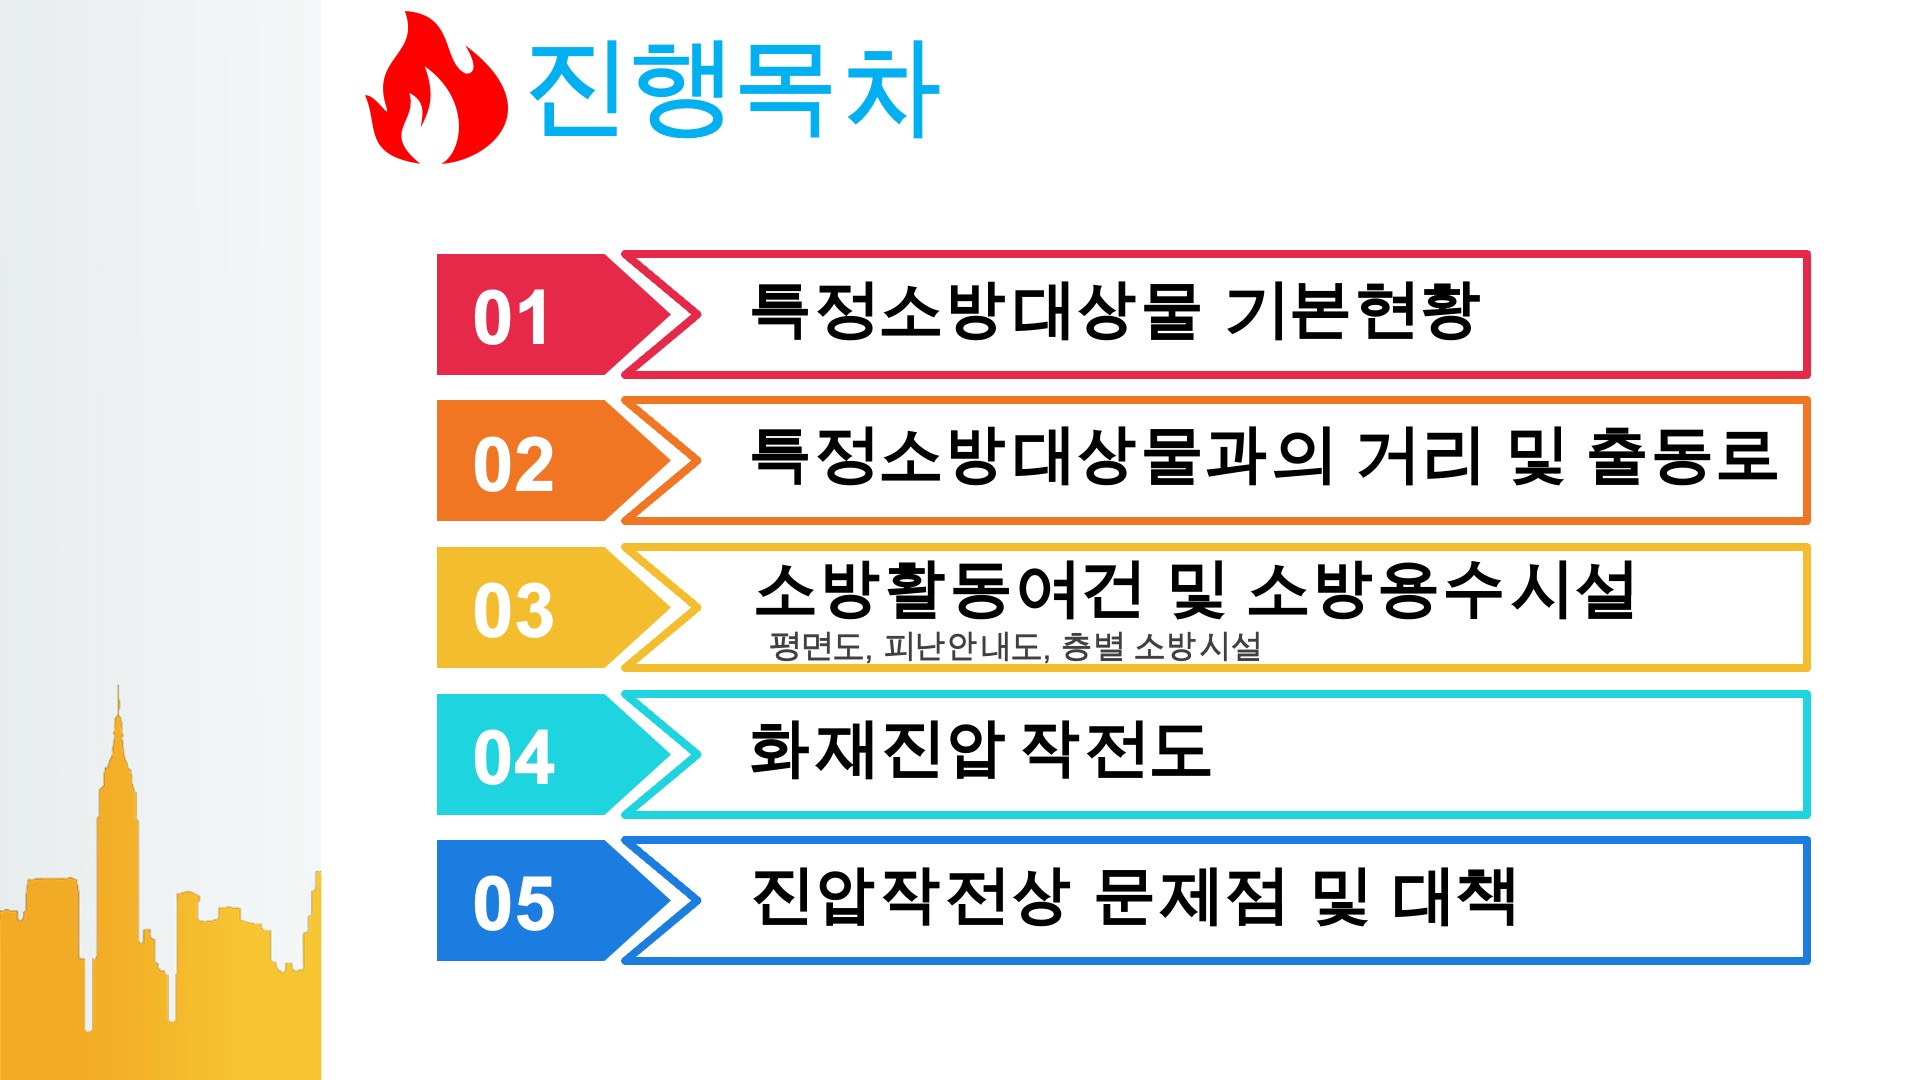 진행목차
01 특정소방대상물 기본현황
02 특정소방대상물과의 거리 및 출동로
03 소방활동여건 및 소방용수시설
평면도, 피난안내도, 층별 소방시설
04 화재진압 작전도
05 진압작전상 문제점 및 대책